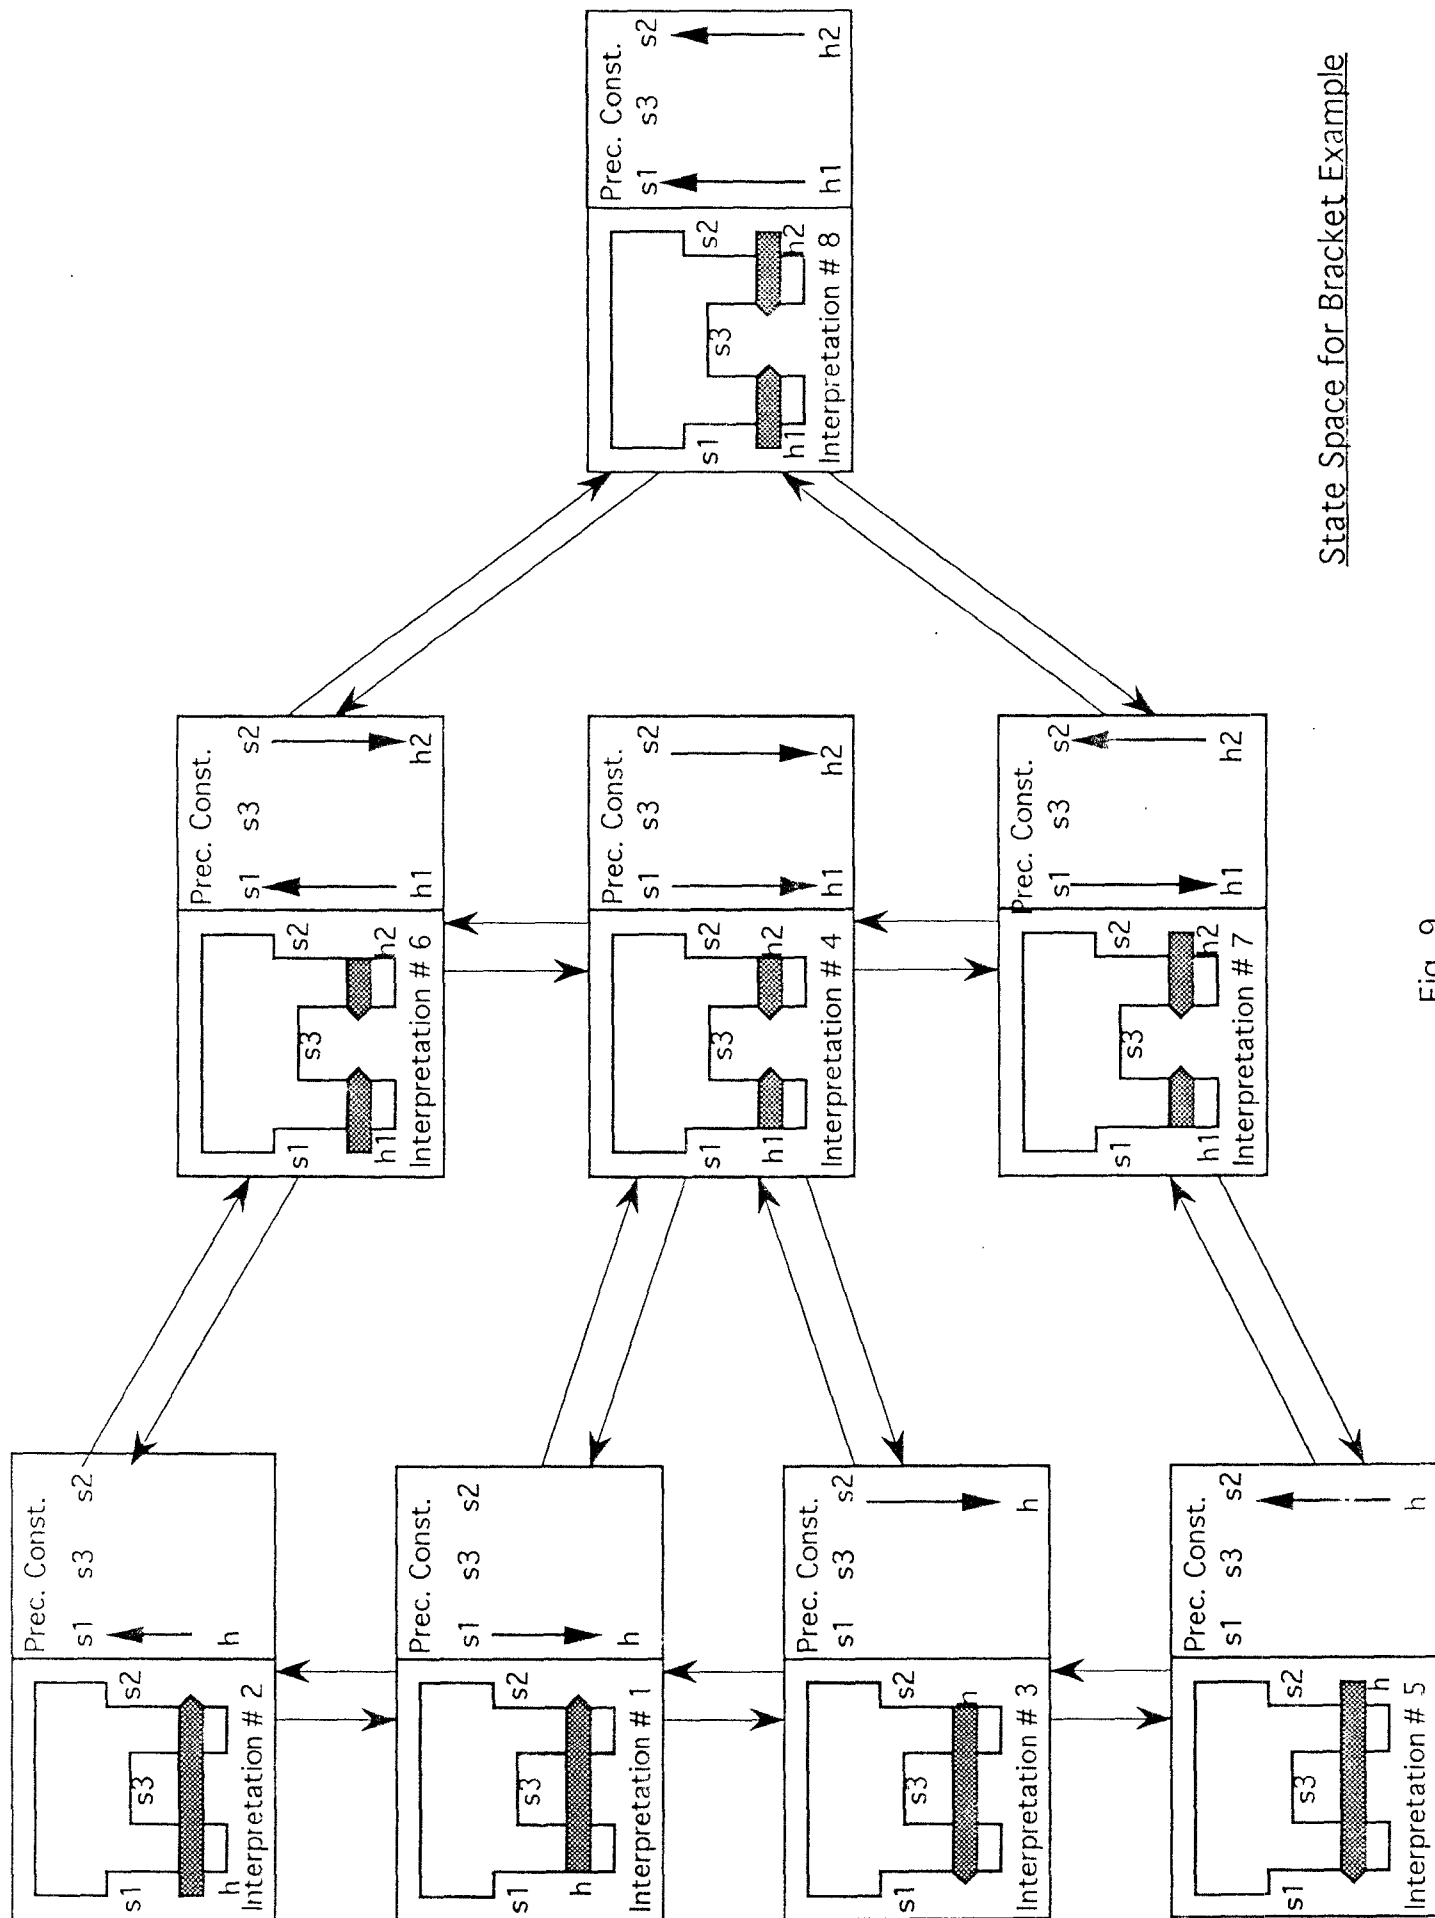 Prec. Const.
s1 s3 s2
h
s1 s3 s2
h
Interpretation # 2
Prec. Const.
s1 s3 s2
h
s1 s3 s2
h
Interpretation # 1
Prec. Const.
s1 s3 s2
h
s1 s3 s2
h
Interpretation # 3
Prec. Const.
s1 s3 s2
h
s1 s3 s2
h
Interpretation # 5
Prec. Const.
s1 s3 s2
h1 h2
s1 s3 s2
h1 h2
Interpretation # 6
Prec. Const.
s1 s3 s2
h1 h2
s1 s3 s2
h1 h2
Interpretation # 4
Prec. Const.
s1 s3 s2
h1 h2
s1 s3 s2
h1 h2
Interpretation # 7
Prec. Const.
s1 s3 s2
h1 h2
s1 s3 s2
h1 h2
Interpretation # 8
State Space for Bracket Example
Fig. 9